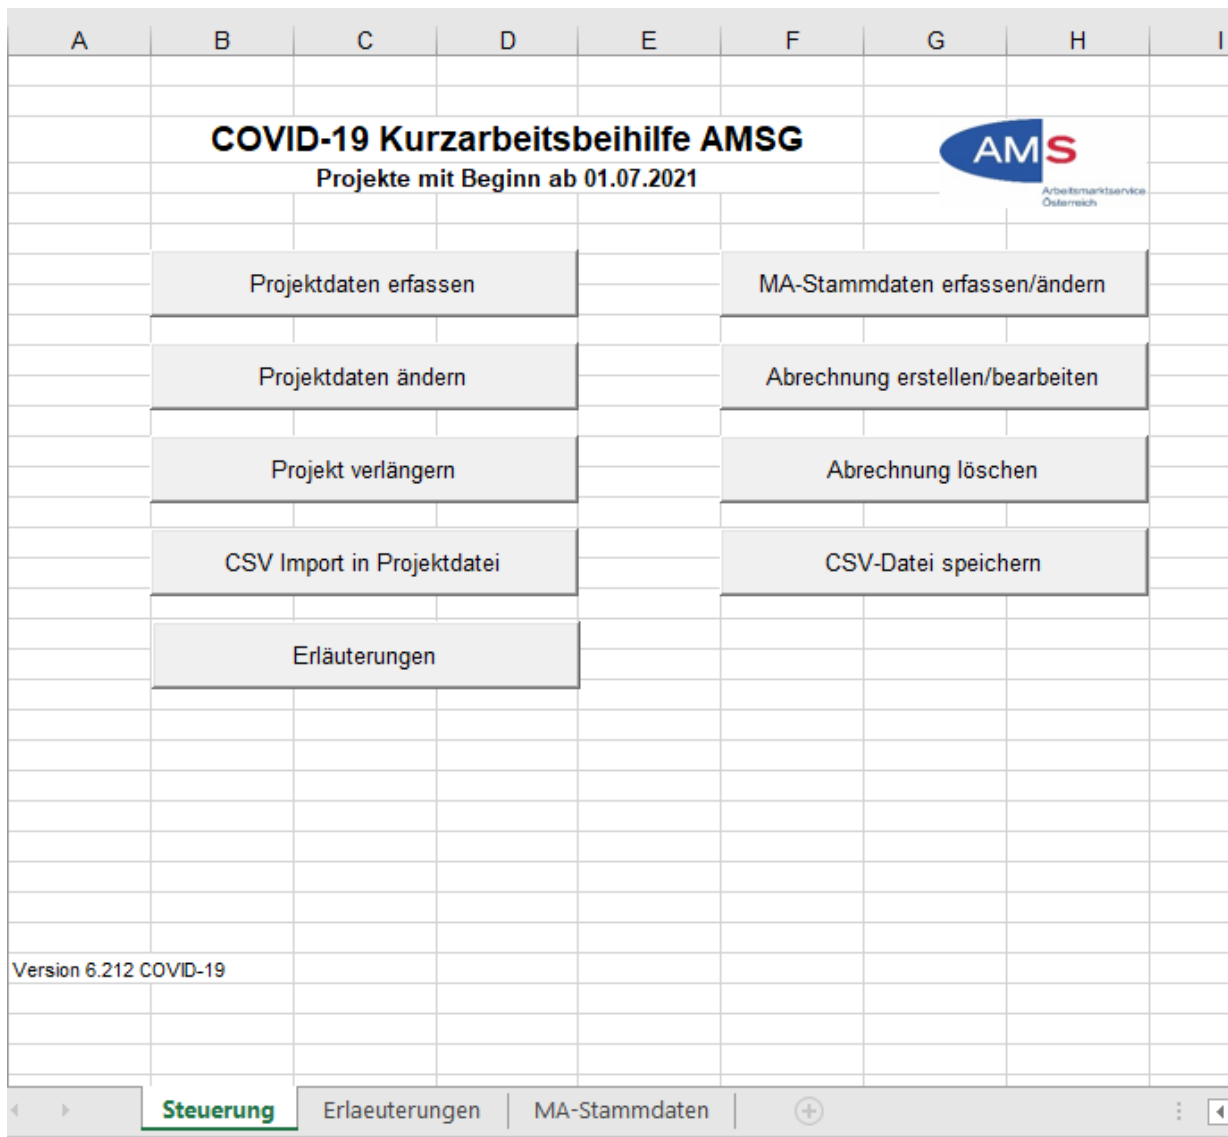 A B C D E F G H I
COVID-19 Kurzarbeitsbeihilfe AMSG
Projekte mit Beginn ab 01.07.2021
AMS
Arbeitsmarktservice
Österreich
Projektdaten erfassen
MA-Stammdaten erfassen/ändern
Projektdaten ändern
Abrechnung erstellen/bearbeiten
Projekt verlängern
Abrechnung löschen
CSV Import in Projektdatei
CSV-Datei speichern
Erläuterungen
Version 6.212 COVID-19
Steuerung Erlaeuterungen MA-Stammdaten